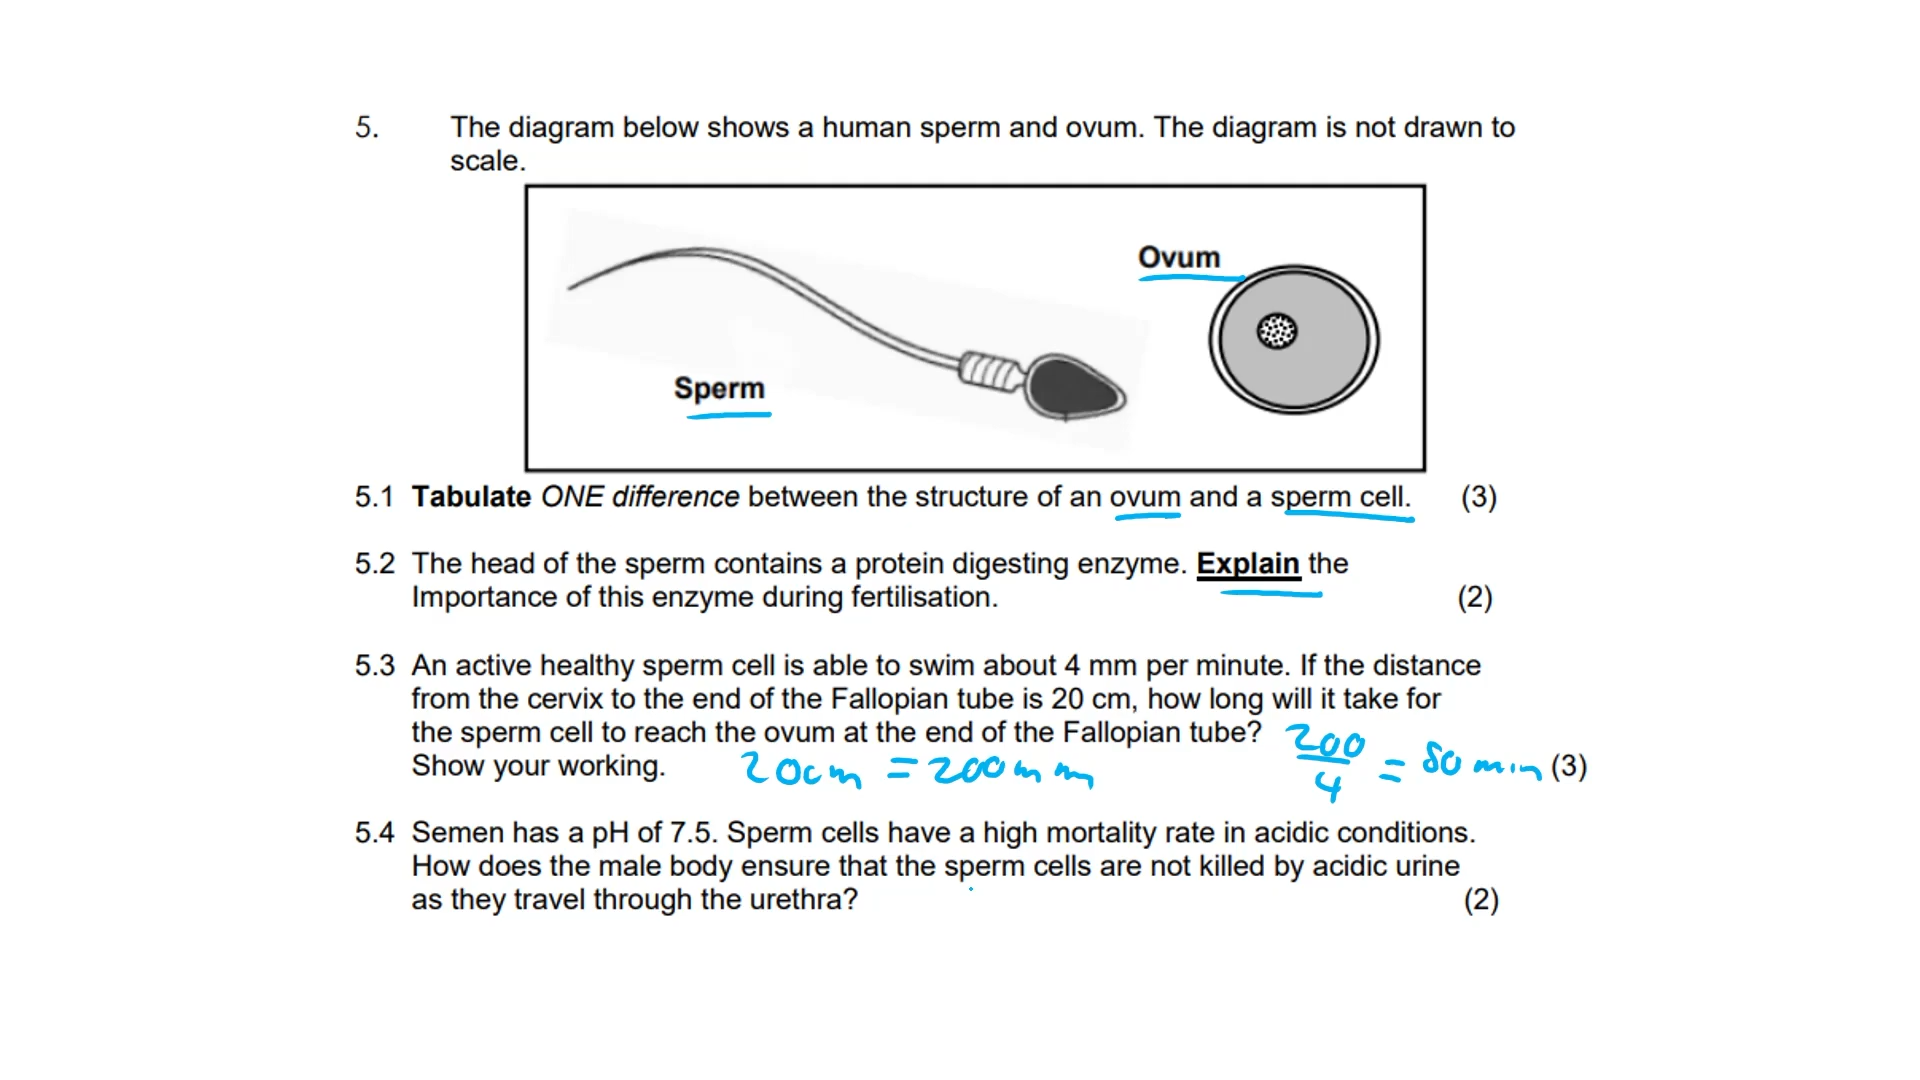 5. The diagram below shows a human sperm and ovum. The diagram is not drawn to
scale.
Ovum
Sperm
5.1 Tabulate ONE difference between the structure of an ovum and a sperm cell. (3)
5.2 The head of the sperm contains a protein digesting enzyme. Explain the
Importance of this enzyme during fertilisation. (2)
5.3 An active healthy sperm cell is able to swim about 4 mm per minute. If the distance
from the cervix to the end of the Fallopian tube is 20 cm, how long will it take for
the sperm cell to reach the ovum at the end of the Fallopian tube?
Show your working. 20cm = 200mm 200/4 = 50 min (3)
5.4 Semen has a pH of 7.5. Sperm cells have a high mortality rate in acidic conditions.
How does the male body ensure that the sperm cells are not killed by acidic urine
as they travel through the urethra? (2)